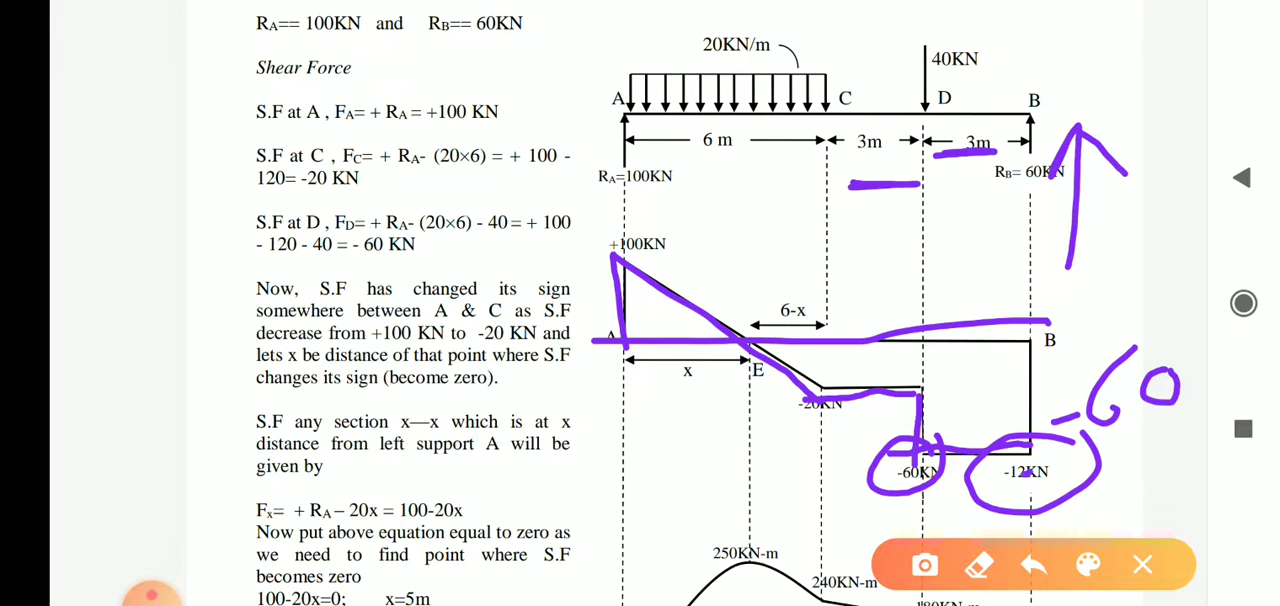 RA== 100KN and RB== 60KN
Shear Force
S.F at A , FA= + RA = +100 KN
S.F at C , FC= + RA- (20×6) = + 100 -
120= -20 KN
S.F at D , FD= + RA- (20×6) - 40 = + 100
- 120 - 40 = - 60 KN
Now, S.F has changed its sign
somewhere between A & C as S.F
decrease from +100 KN to -20 KN and
lets x be distance of that point where S.F
changes its sign (become zero).
S.F any section x—x which is at x
distance from left support A will be
given by
Fx= + RA – 20x = 100-20x
Now put above equation equal to zero as
we need to find point where S.F
becomes zero
100-20x=0; x=5m
20KN/m
40KN
A C D B
6 m 3m 3m
RA=100KN RB= 60KN
+100KN
6-x
A B
x E
-20KN
-60
-60KN -12KN
250KN-m
240KN-m
180KN-m